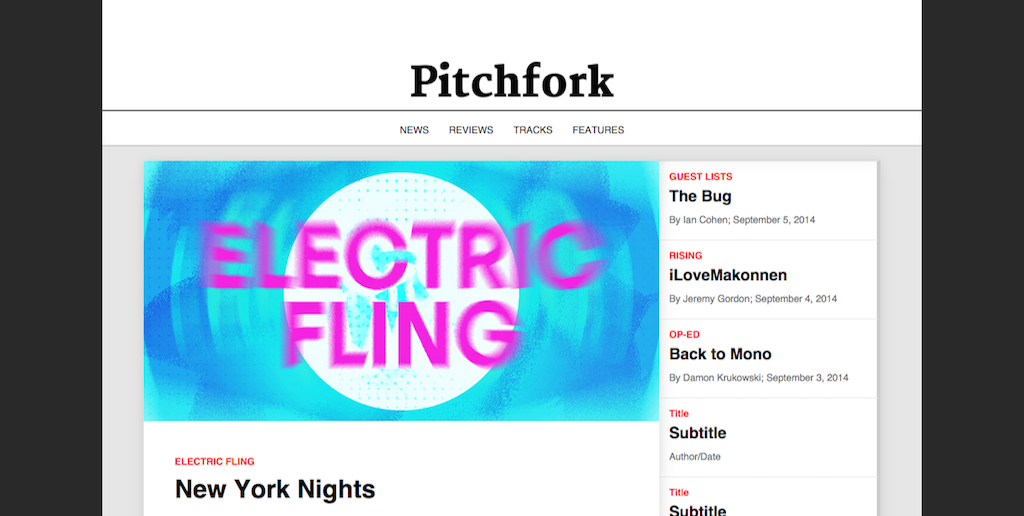 Pitchfork
NEWS REVIEWS TRACKS FEATURES
ELECTRIC
FLING
ELECTRIC FLING
New York Nights
GUEST LISTS
The Bug
By Ian Cohen; September 5, 2014
RISING
iLoveMakonnen
By Jeremy Gordon; September 4, 2014
OP-ED
Back to Mono
By Damon Krukowski; September 3, 2014
Title
Subtitle
Author/Date
Title
Subtitle